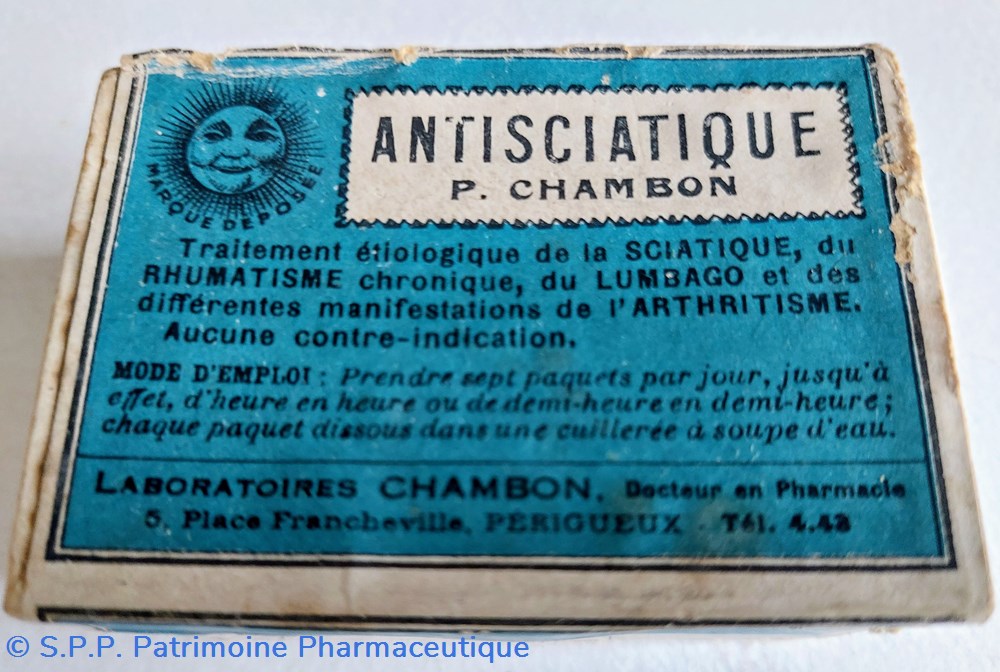 MARQUE DEPOSÉE
ANTISCIATIQUE
P. CHAMBON
Traitement étiologique de la SCIATIQUE, du
RHUMATISME chronique, du LUMBAGO et des
différentes manifestations de l'ARTHRITISME.
Aucune contre-indication.
MODE D'EMPLOI : Prendre sept paquets par jour, jusqu'à
effet, d'heure en heure ou de demi-heure en demi-heure ;
chaque paquet dissous dans une cuillerée à soupe d'eau.
LABORATOIRES CHAMBON, Docteur en Pharmacie
5, Place Francheville, PÉRIGUEUX - Tél. 4.43
© S.P.P. Patrimoine Pharmaceutique